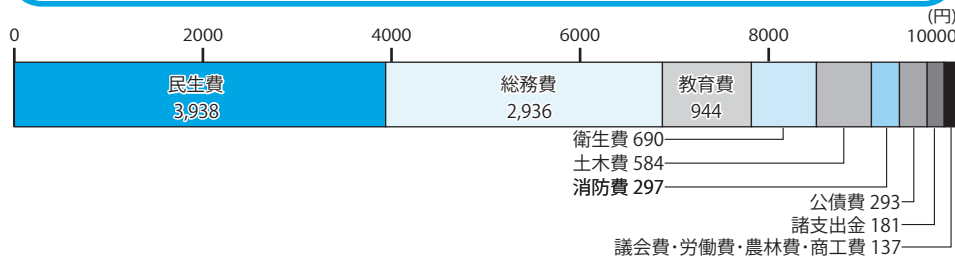 (円)
0 2000 4000 6000 8000 10000
民生費 総務費 教育費
3,938 2,936 944
衛生費 690
土木費 584
消防費 297
公債費 293
諸支出金 181
議会費・労働費・農林費・商工費 137